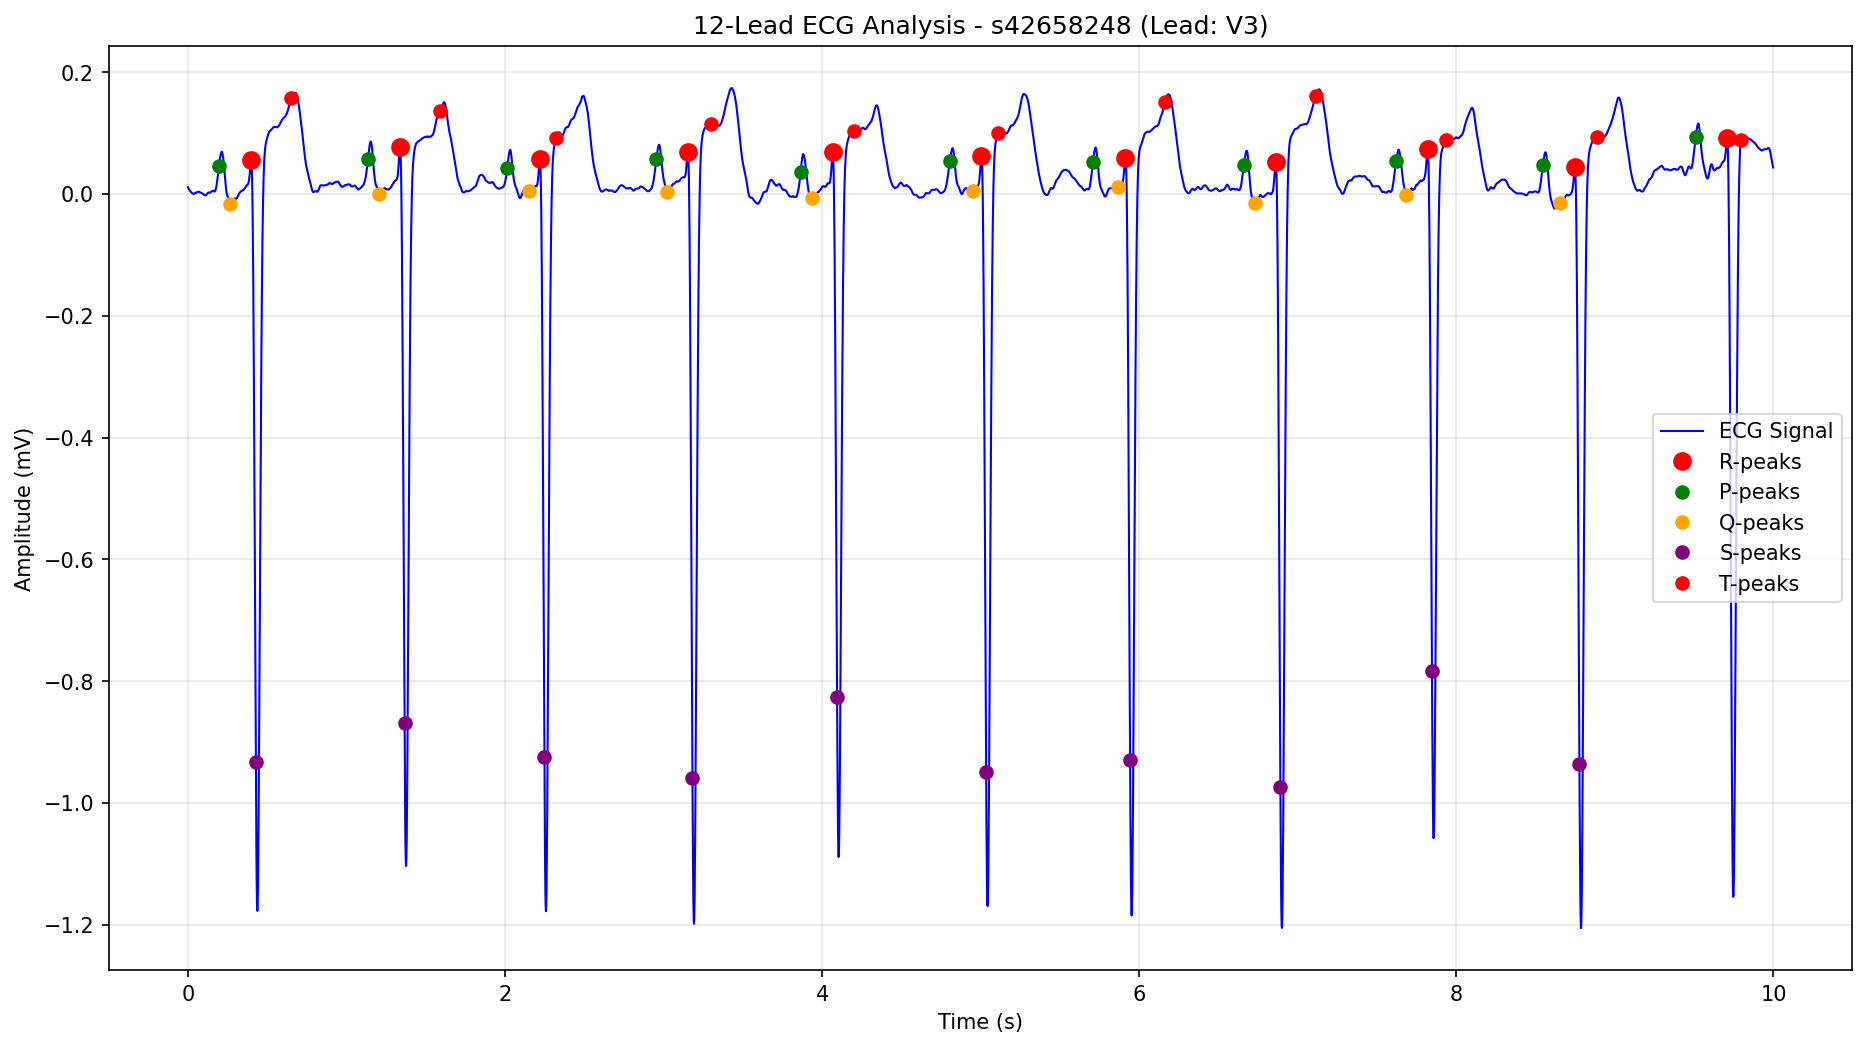 12-Lead ECG Analysis - s42658248 (Lead: V3)
Amplitude (mV)
0.2
0.0
−0.2
−0.4
−0.6
−0.8
−1.0
−1.2
ECG Signal
R-peaks
P-peaks
Q-peaks
S-peaks
T-peaks
0 2 4 6 8 10
Time (s)